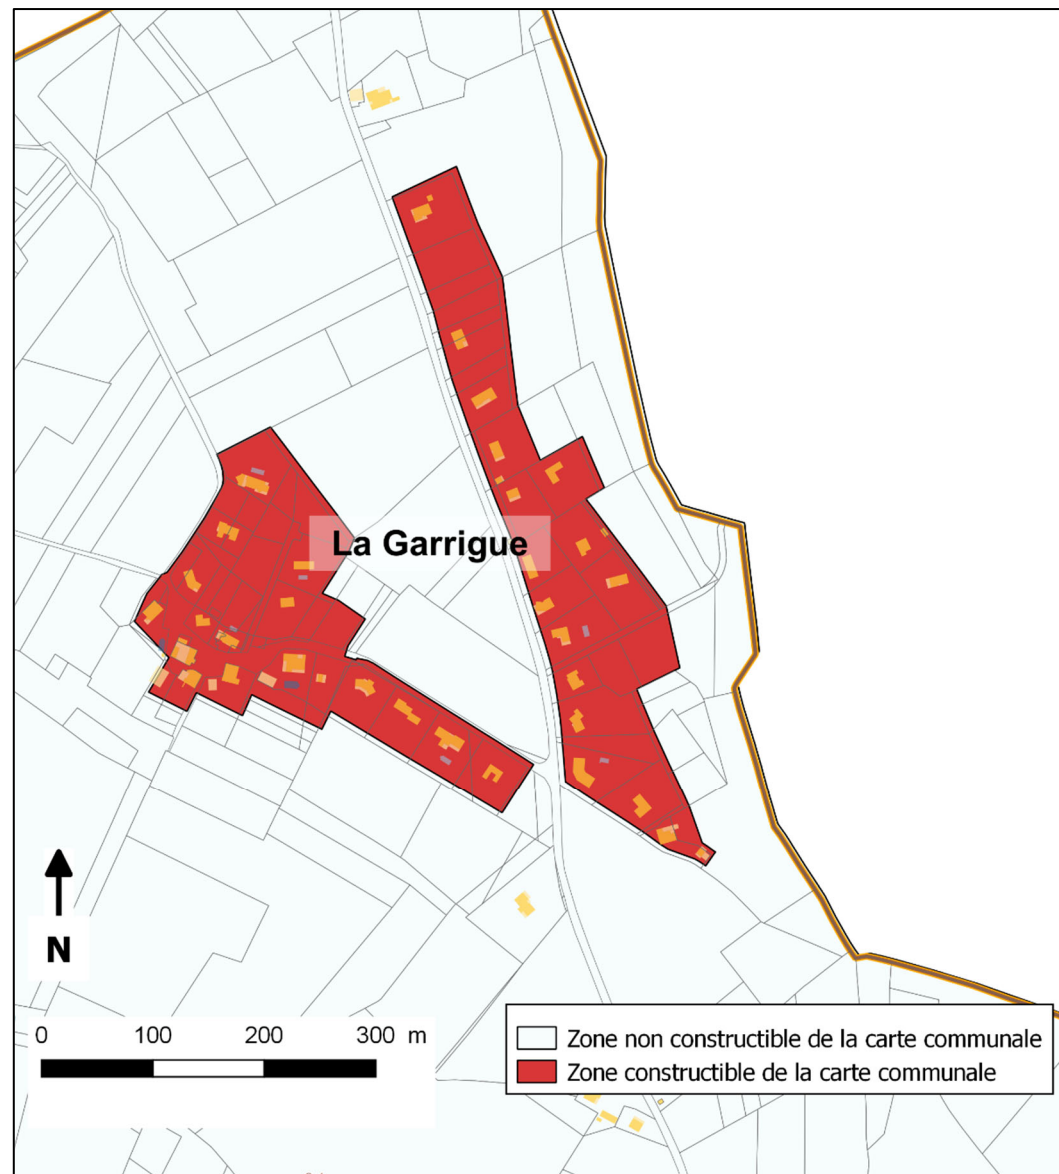 La Garrigue
N
0 100 200 300 m
Zone non constructible de la carte communale
Zone constructible de la carte communale